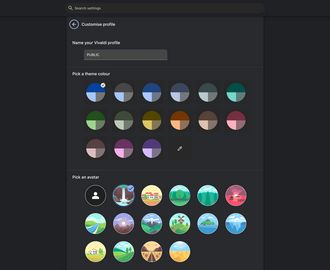 Search settings
Customise profile
Name your Vivaldi profile
PUBLIC
Pick a theme colour
Pick an avatar